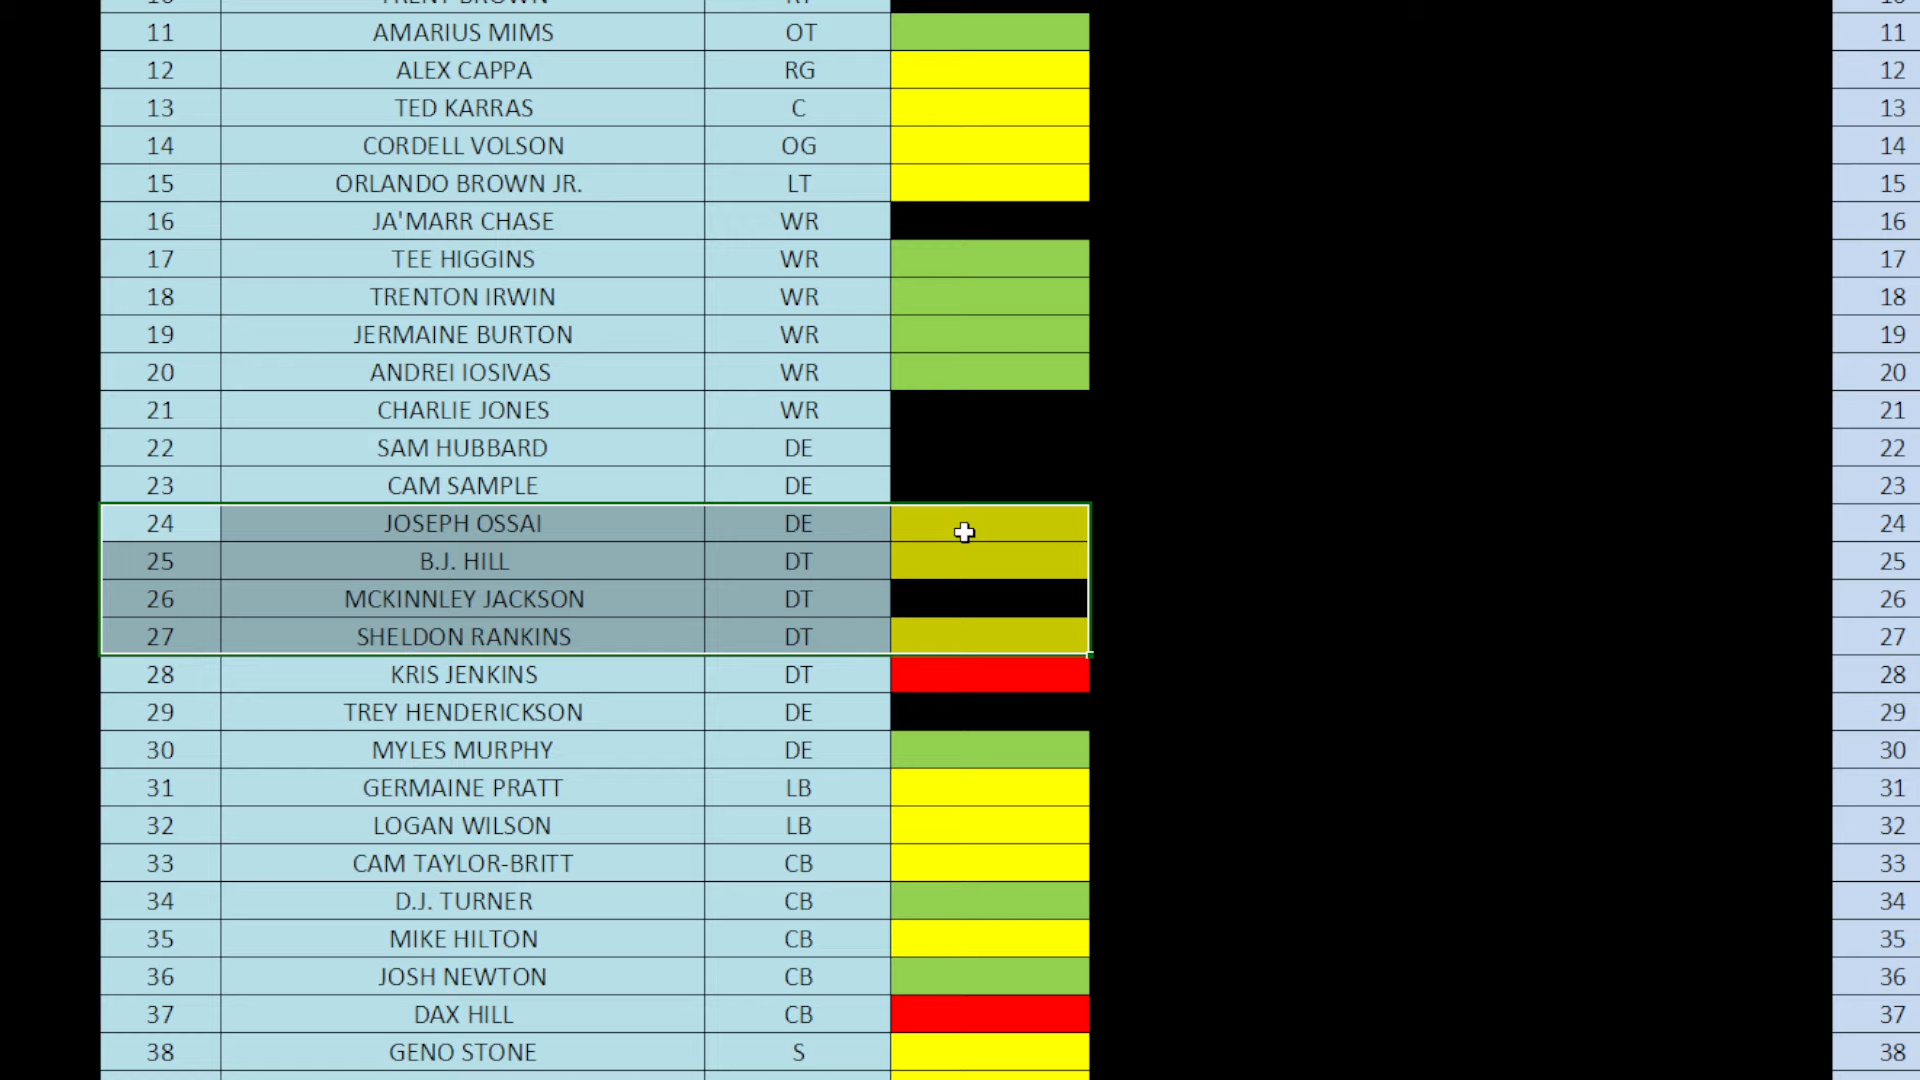 10 TRENT BROWN RT 10
11 AMARIUS MIMS OT 11
12 ALEX CAPPA RG 12
13 TED KARRAS C 13
14 CORDELL VOLSON OG 14
15 ORLANDO BROWN JR. LT 15
16 JA'MARR CHASE WR 16
17 TEE HIGGINS WR 17
18 TRENTON IRWIN WR 18
19 JERMAINE BURTON WR 19
20 ANDREI IOSIVAS WR 20
21 CHARLIE JONES WR 21
22 SAM HUBBARD DE 22
23 CAM SAMPLE DE 23
24 JOSEPH OSSAI DE 24
25 B.J. HILL DT 25
26 MCKINNLEY JACKSON DT 26
27 SHELDON RANKINS DT 27
28 KRIS JENKINS DT 28
29 TREY HENDERICKSON DE 29
30 MYLES MURPHY DE 30
31 GERMAINE PRATT LB 31
32 LOGAN WILSON LB 32
33 CAM TAYLOR-BRITT CB 33
34 D.J. TURNER CB 34
35 MIKE HILTON CB 35
36 JOSH NEWTON CB 36
37 DAX HILL CB 37
38 GENO STONE S 38